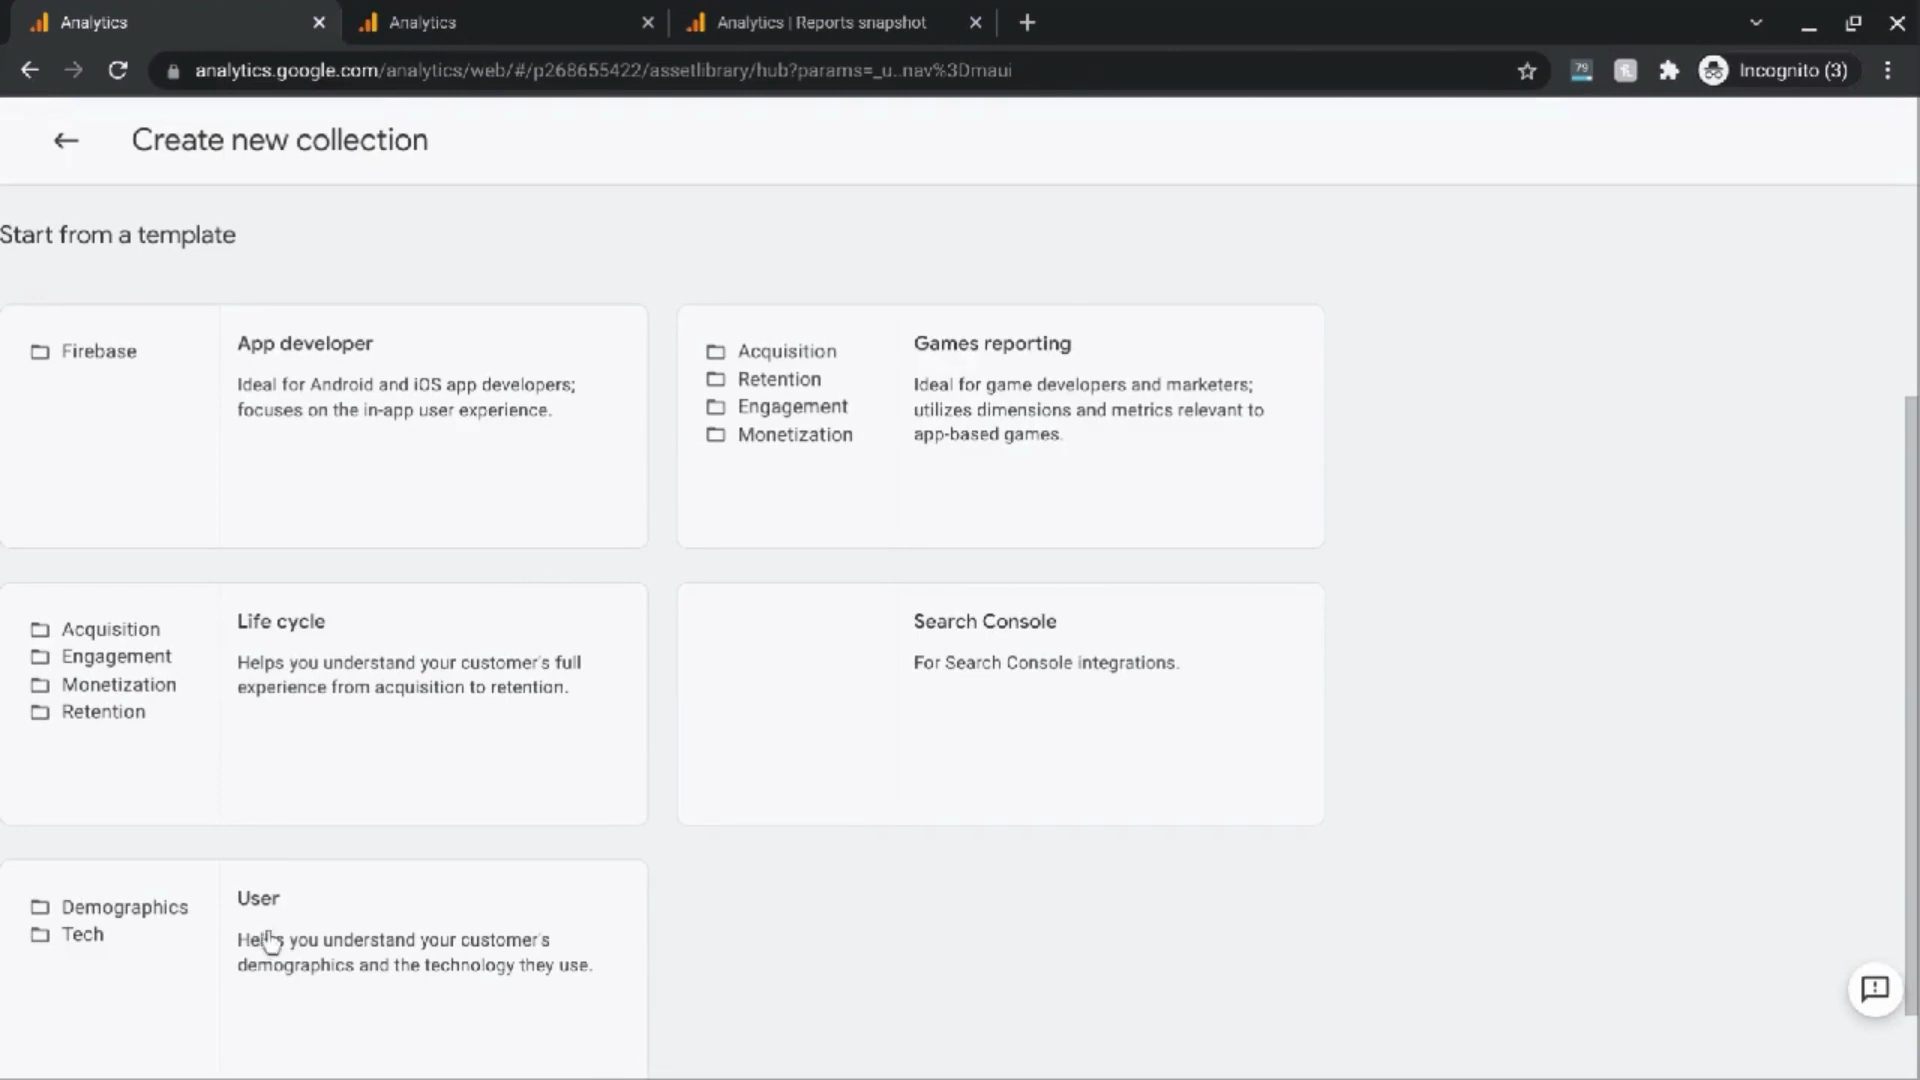 Analytics
Analytics
Analytics | Reports snapshot
analytics.google.com/analytics/web/#/p268655422/assetlibrary/hub?params=_u..nav%3Dmaui
79
Incognito (3)
Create new collection
Start from a template
Firebase
App developer
Ideal for Android and iOS app developers;
focuses on the in-app user experience.
Acquisition
Retention
Engagement
Monetization
Games reporting
Ideal for game developers and marketers;
utilizes dimensions and metrics relevant to
app-based games.
Acquisition
Engagement
Monetization
Retention
Life cycle
Helps you understand your customer's full
experience from acquisition to retention.
Search Console
For Search Console integrations.
Demographics
Tech
User
Helps you understand your customer's
demographics and the technology they use.